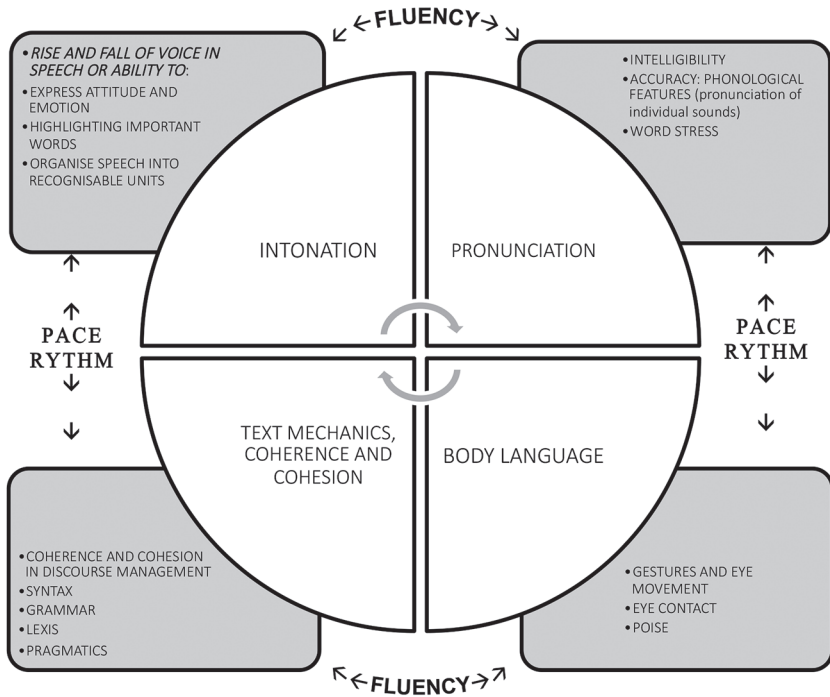 FLUENCY
• RISE AND FALL OF VOICE IN
SPEECH OR ABILITY TO:
• EXPRESS ATTITUDE AND
EMOTION
• HIGHLIGHTING IMPORTANT
WORDS
• ORGANISE SPEECH INTO
RECOGNISABLE UNITS
• INTELLIGIBILITY
• ACCURACY: PHONOLOGICAL
FEATURES (pronunciation of
individual sounds)
• WORD STRESS
INTONATION
PRONUNCIATION
PACE
RYTHM
PACE
RYTHM
TEXT MECHANICS,
COHERENCE AND
COHESION
BODY LANGUAGE
• COHERENCE AND COHESION
IN DISCOURSE MANAGEMENT
• SYNTAX
• GRAMMAR
• LEXIS
• PRAGMATICS
• GESTURES AND EYE
MOVEMENT
• EYE CONTACT
• POISE
FLUENCY